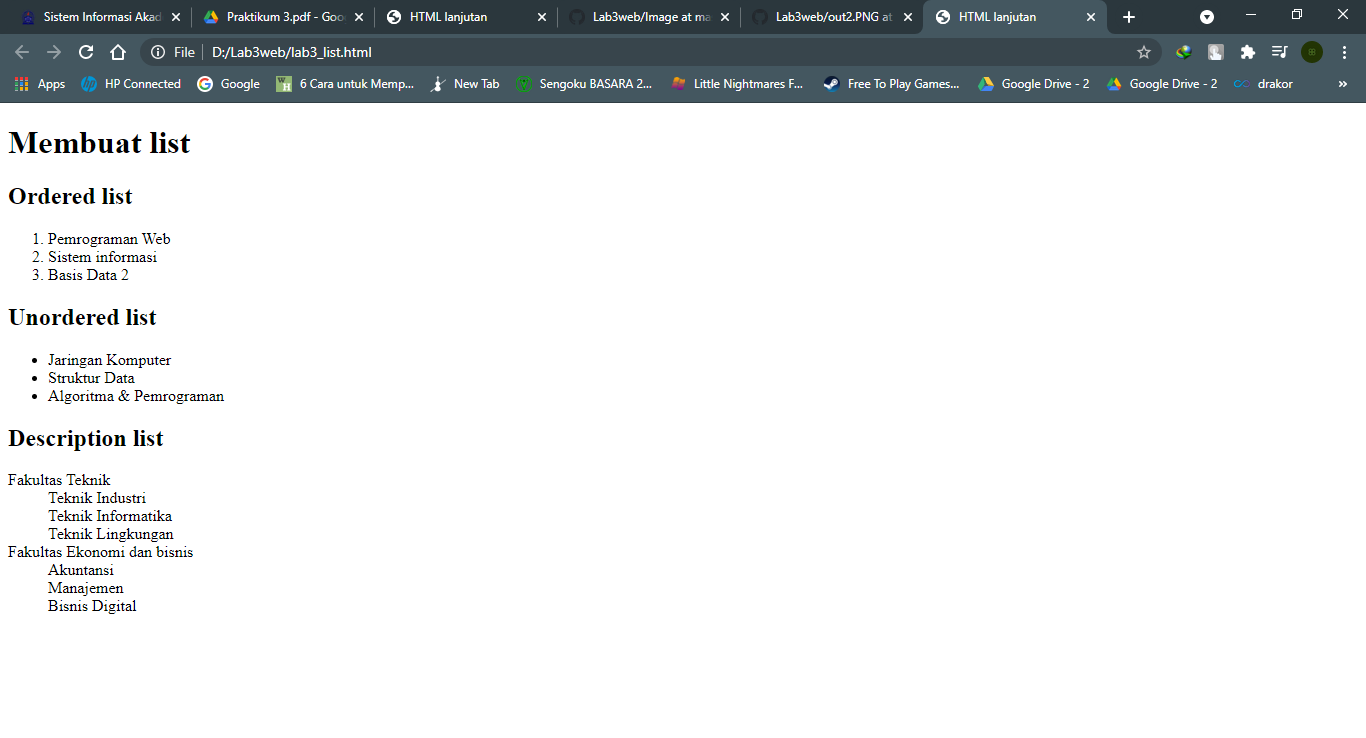 Sistem Informasi Akad
Praktikum 3.pdf - Goo
HTML lanjutan
Lab3web/Image at ma
Lab3web/out2.PNG at
HTML lanjutan
File
D:/Lab3web/lab3_list.html
Apps
HP Connected
Google
6 Cara untuk Memp...
New Tab
Sengoku BASARA 2...
Little Nightmares F...
Free To Play Games...
Google Drive - 2
Google Drive - 2
drakor
»
Membuat list
Ordered list
1. Pemrograman Web
2. Sistem informasi
3. Basis Data 2
Unordered list
• Jaringan Komputer
• Struktur Data
• Algoritma & Pemrograman
Description list
Fakultas Teknik
Teknik Industri
Teknik Informatika
Teknik Lingkungan
Fakultas Ekonomi dan bisnis
Akuntansi
Manajemen
Bisnis Digital